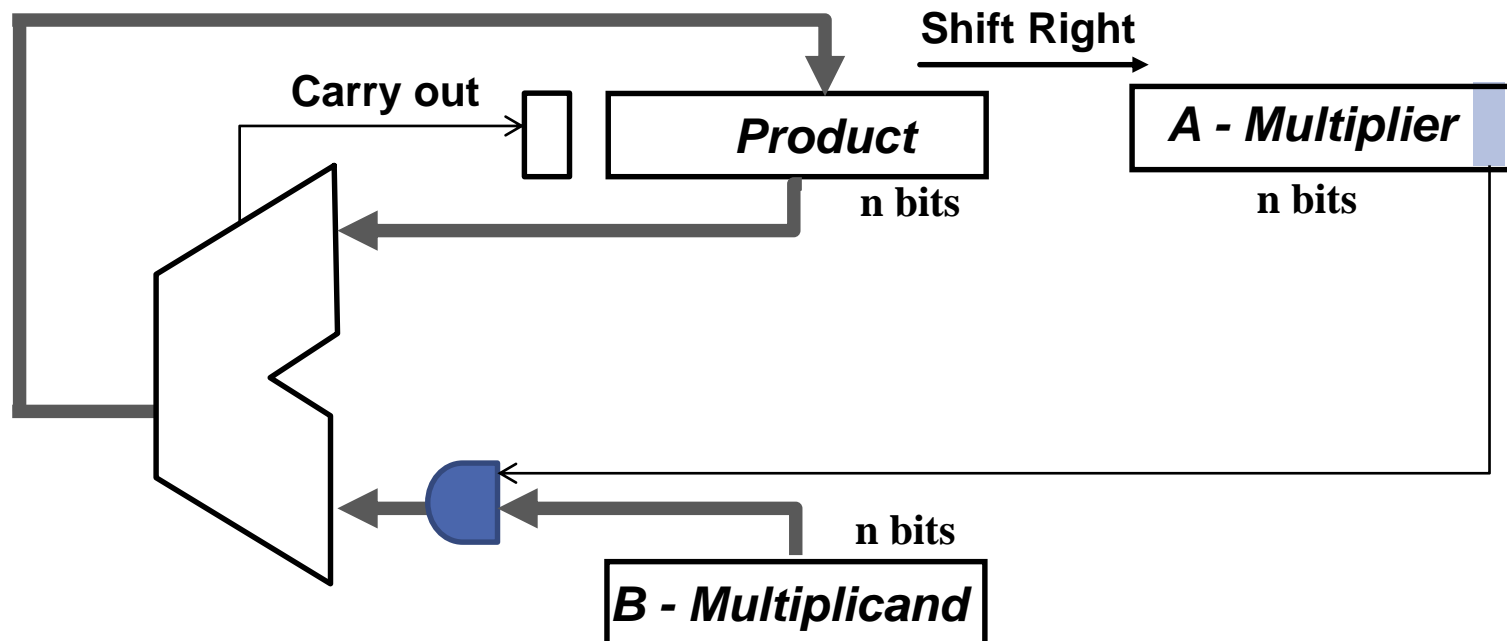 Shift Right
Carry out
Product
A - Multiplier
n bits
n bits
n bits
B - Multiplicand